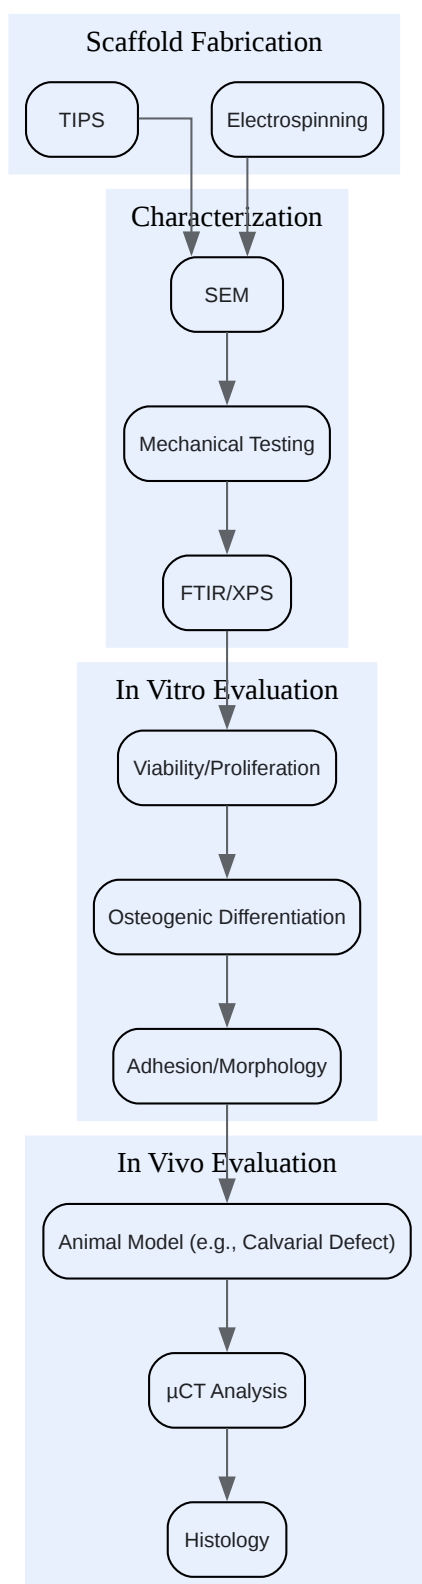 Scaffold Fabrication
TIPS
Electrospinning
Characterization
SEM
Mechanical Testing
FTIR/XPS
In Vitro Evaluation
Viability/Proliferation
Osteogenic Differentiation
Adhesion/Morphology
In Vivo Evaluation
Animal Model (e.g., Calvarial Defect)
µCT Analysis
Histology